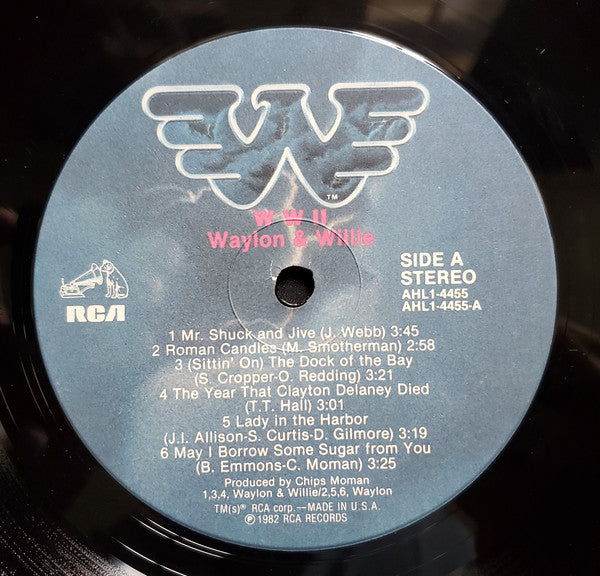 W
TM
W W II
Waylon & Willie
SIDE A
STEREO
AHL1-4455
AHL1-4455-A
RCA
1 Mr. Shuck and Jive (J. Webb) 3:45
2 Roman Candles (M. Smotherman) 2:58
3 (Sittin' On) The Dock of the Bay
(S. Cropper-O. Redding) 3:21
4 The Year That Clayton Delaney Died
(T.T. Hall) 3:01
5 Lady in the Harbor
(J.I. Allison-S. Curtis-D. Gilmore) 3:19
6 May I Borrow Some Sugar from You
(B. Emmons-C. Moman) 3:25
Produced by Chips Moman
1,3,4, Waylon & Willie/2,5,6, Waylon
TM(s)® RCA corp.—MADE IN U.S.A.
℗ 1982 RCA RECORDS